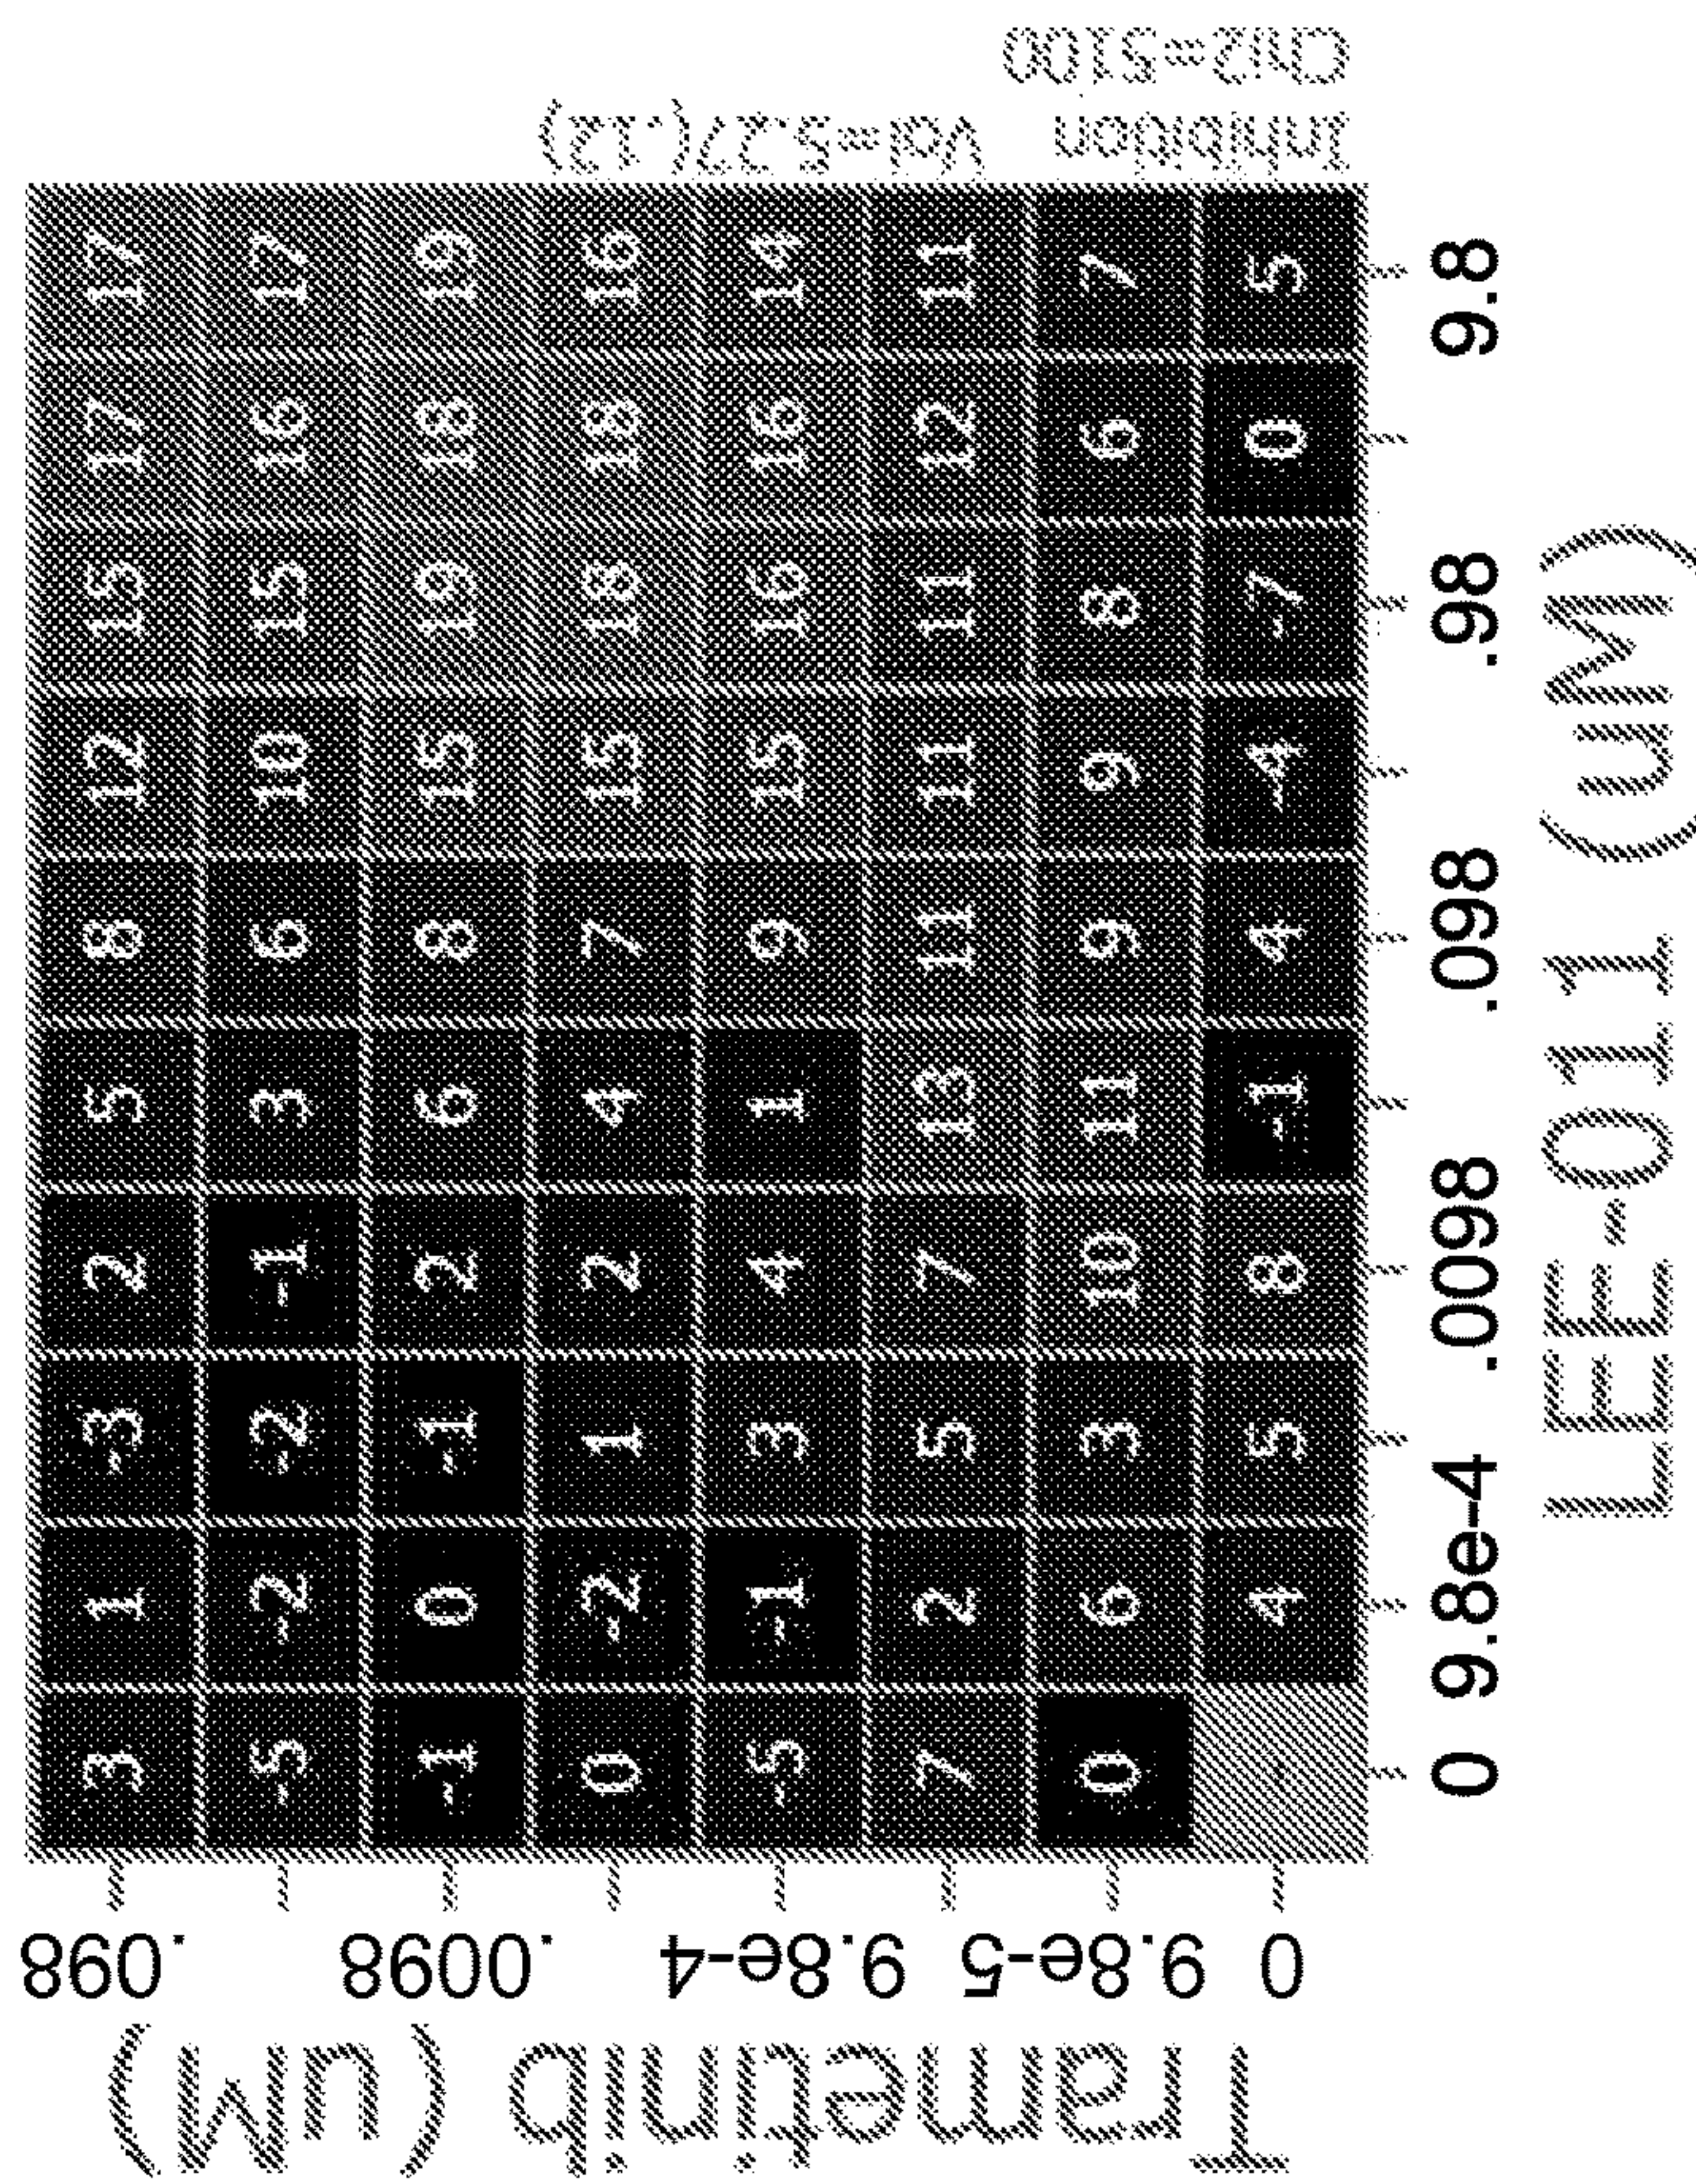 Trametinib (uM)
.098 3 1 -3 2 5 8 12 15 17 17
-5 -2 -2 -1 3 6 10 15 16 17
.0098 -1 0 -1 2 6 8 15 19 18 19
0 -2 1 2 4 7 15 18 18 16
9.8e-4 -5 -1 3 4 1 9 15 16 16 14
7 2 5 7 13 11 11 11 12 11
9.8e-5 0 6 3 10 11 9 9 8 6 7
0 4 5 8 -1 4 -4 -7 0 5
Vol=5.27(.12)
Inhibition
Chi2=5100
0 9.8e-4 .0098 .098 .98 9.8
LEE-011 (uM)